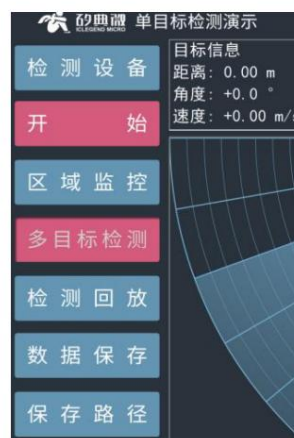 矽典微 ICLEGEND MICRO 单目标检测演示
检测设备
开始
区域监控
多目标检测
检测回放
数据保存
保存路径
目标信息
距离: 0.00 m
角度: +0.0 °
速度: +0.00 m/s